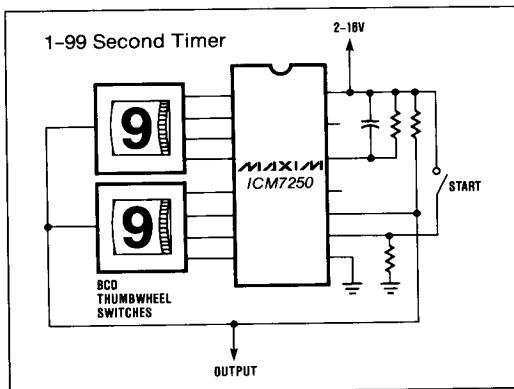 1–99 Second Timer
2–16V
9
MAXIM
ICM7250
START
9
BCD
THUMBWHEEL
SWITCHES
OUTPUT